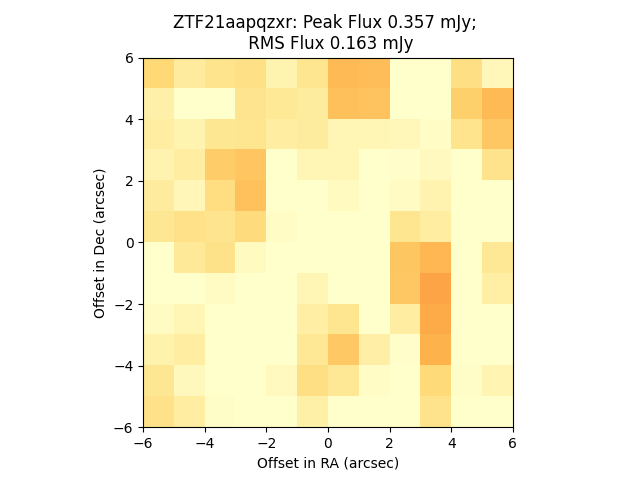 ZTF21aapqzxr: Peak Flux 0.357 mJy;
RMS Flux 0.163 mJy
6
4
2
0
−2
−4
−6
Offset in Dec (arcsec)
−6 −4 −2 0 2 4 6
Offset in RA (arcsec)